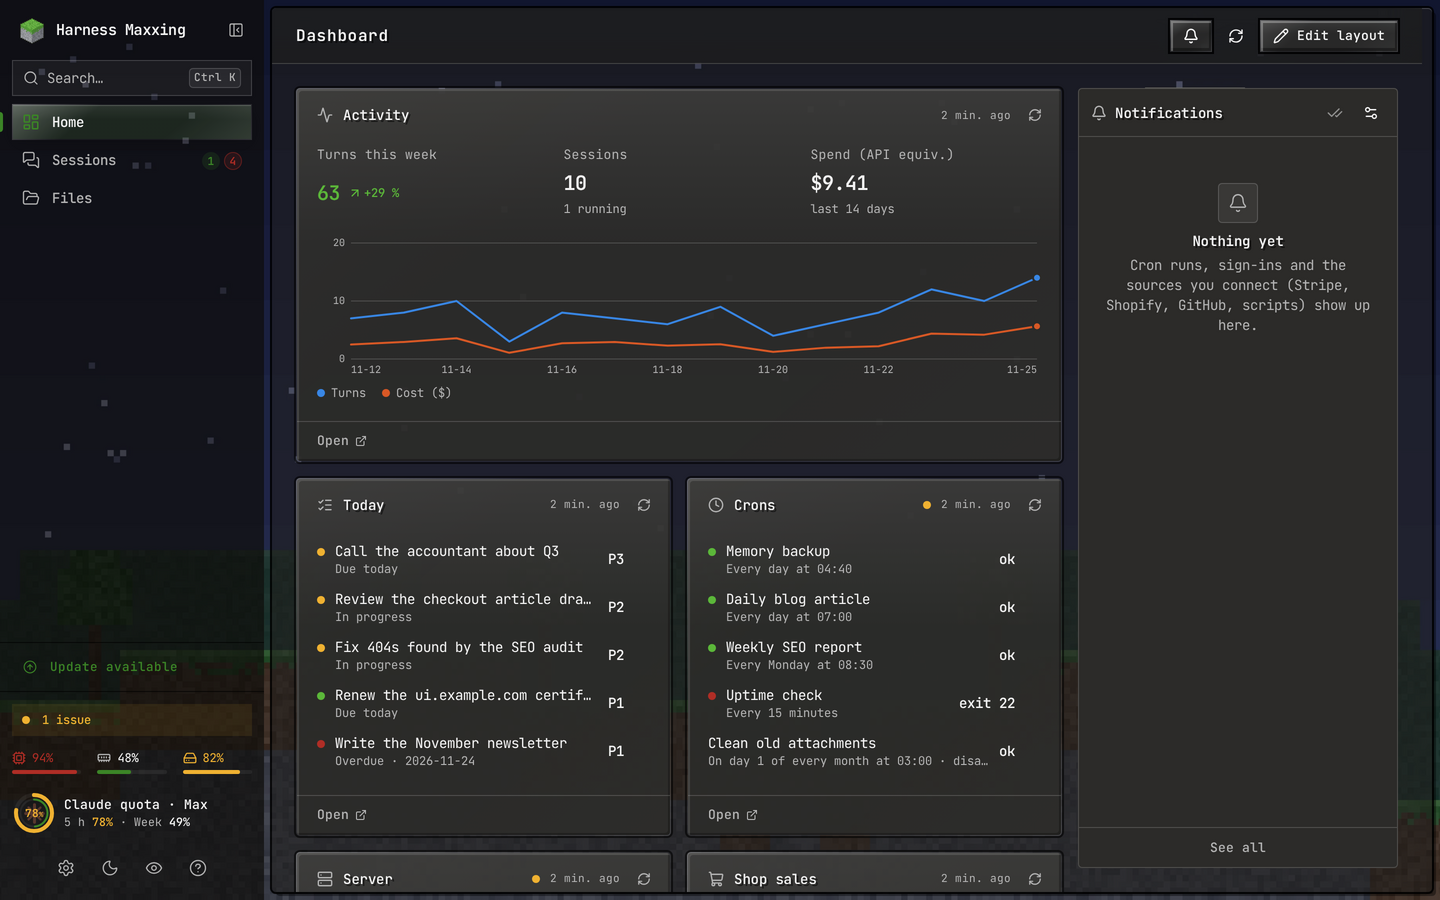 Harness Maxxing
Search…
Ctrl K
Home
Sessions
1
4
Files
Update available
1 issue
94%
48%
82%
78%
Claude quota · Max
5 h 78% · Week 49%
Dashboard
Edit layout
Activity
2 min. ago
Turns this week
63
+29 %
Sessions
10
1 running
Spend (API equiv.)
$9.41
last 14 days
20
10
0
11-12
11-14
11-16
11-18
11-20
11-22
11-25
Turns
Cost ($)
Open
Today
2 min. ago
Call the accountant about Q3
Due today
P3
Review the checkout article dra…
In progress
P2
Fix 404s found by the SEO audit
In progress
P2
Renew the ui.example.com certif…
Due today
P1
Write the November newsletter
Overdue · 2026-11-24
P1
Open
Crons
2 min. ago
Memory backup
Every day at 04:40
ok
Daily blog article
Every day at 07:00
ok
Weekly SEO report
Every Monday at 08:30
ok
Uptime check
Every 15 minutes
exit 22
Clean old attachments
On day 1 of every month at 03:00 · disa…
ok
Open
Server
2 min. ago
Shop sales
2 min. ago
Notifications
Nothing yet
Cron runs, sign-ins and the
sources you connect (Stripe,
Shopify, GitHub, scripts) show up
here.
See all